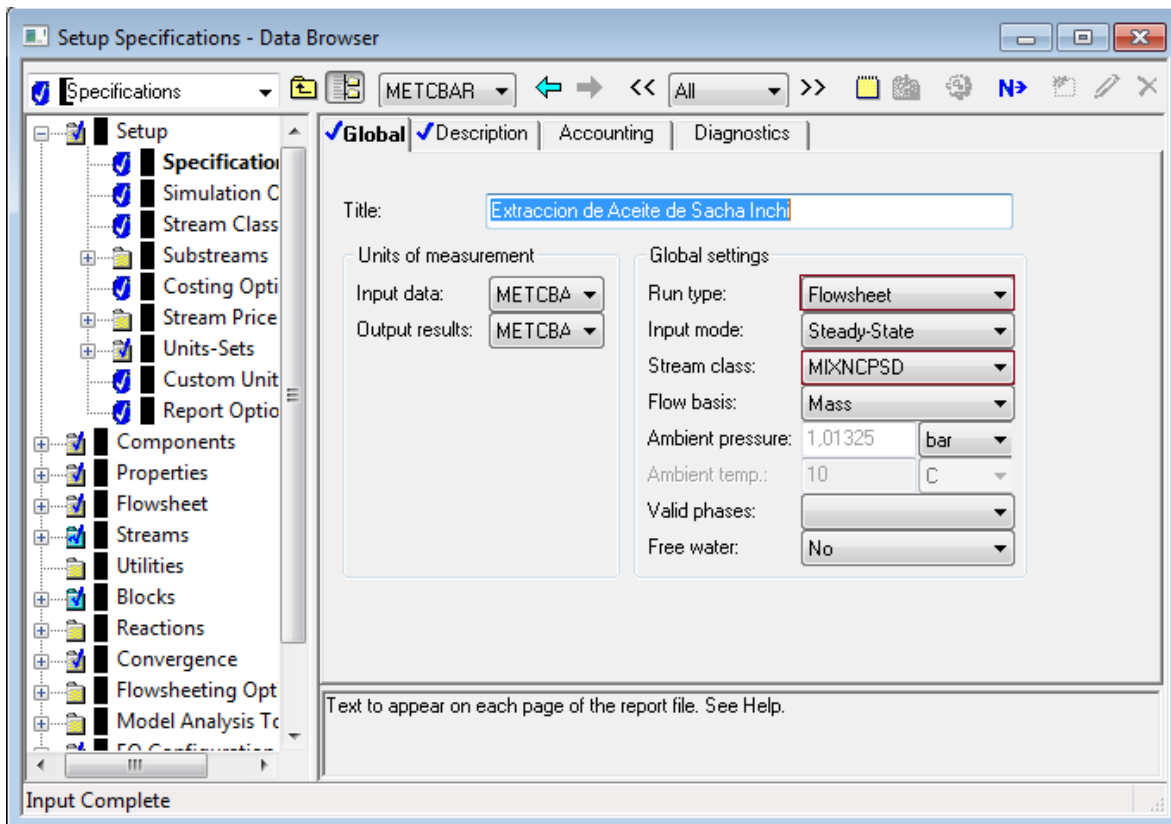 Setup Specifications - Data Browser
Specifications METCBAR << All >> N
Setup
Specification
Simulation C
Stream Class
Substreams
Costing Opti
Stream Price
Units-Sets
Custom Unit
Report Optio
Components
Properties
Flowsheet
Streams
Utilities
Blocks
Reactions
Convergence
Flowsheeting Opt
Model Analysis To
EO Configuration
Global Description Accounting Diagnostics
Title: Extraccion de Aceite de Sacha Inchi
Units of measurement
Input data: METCBA
Output results: METCBA
Global settings
Run type: Flowsheet
Input mode: Steady-State
Stream class: MIXNCPSD
Flow basis: Mass
Ambient pressure: 1,01325 bar
Ambient temp.: 10 C
Valid phases:
Free water: No
Text to appear on each page of the report file. See Help.
Input Complete